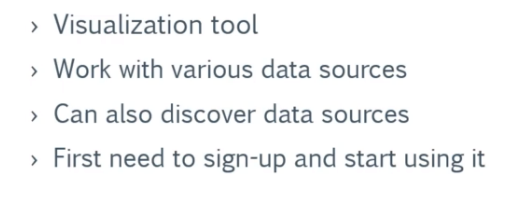 › Visualization tool
› Work with various data sources
› Can also discover data sources
› First need to sign-up and start using it